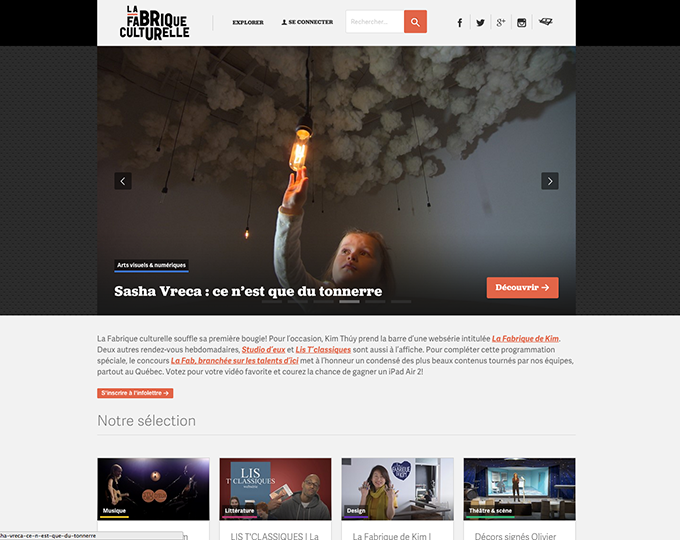 LA
FABRIQUE
CULTURELLE
EXPLORER
SE CONNECTER
Rechercher...
Arts visuels & numériques
Sasha Vreca : ce n'est que du tonnerre
Découvrir →
La Fabrique culturelle souffle sa première bougie! Pour l'occasion, Kim Thúy prend la barre d'une websérie intitulée La Fabrique de Kim.
Deux autres rendez-vous hebdomadaires, Studio d'eux et Lis T'classiques sont aussi à l'affiche. Pour compléter cette programmation
spéciale, le concours La Fab, branchée sur les talents d'ici met à l'honneur un condensé des plus beaux contenus tournés par nos équipes,
partout au Québec. Votez pour votre vidéo favorite et courez la chance de gagner un iPad Air 2!
S'inscrire à l'infolettre →
Notre sélection
LIS
T'CLASSIQUES
Musique
Littérature
Design
Théâtre & scène
ha-vreca-ce-n-est-que-du-tonnerre
LIS T'CLASSIQUES | La
La Fabrique de Kim |
Décors signés Olivier